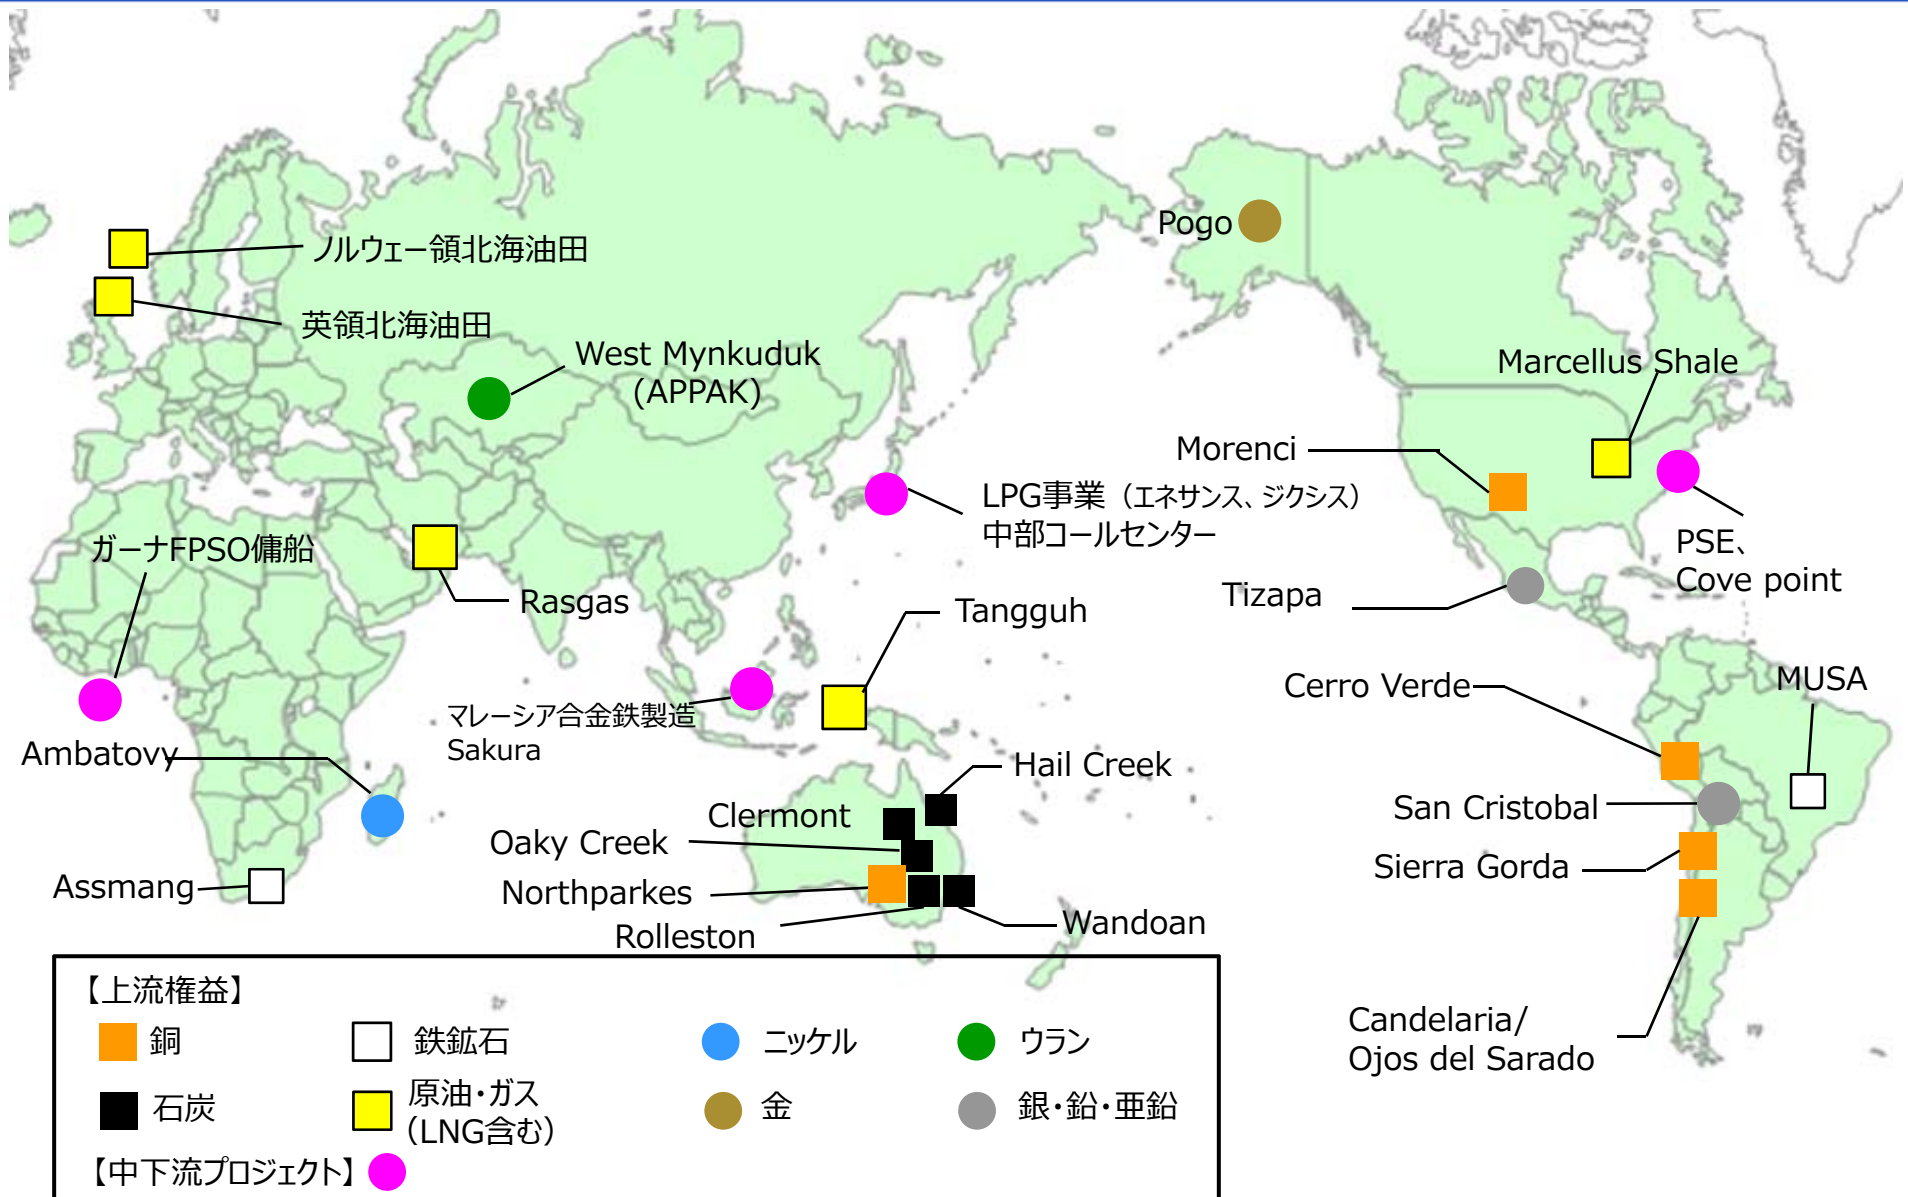 Pogo
ノルウェー領北海油田
英領北海油田
West Mynkuduk
(APPAK)
Marcellus Shale
Morenci
LPG事業（エネサンス、ジクシス）
中部コールセンター
ガーナFPSO傭船
PSE、
Cove point
Rasgas
Tizapa
Tangguh
Cerro Verde
MUSA
マレーシア合金鉄製造
Sakura
Ambatovy
Hail Creek
Clermont
San Cristobal
Oaky Creek
Sierra Gorda
Assmang
Northparkes
Rolleston
Wandoan
Candelaria/
Ojos del Sarado
【上流権益】
銅
鉄鉱石
ニッケル
ウラン
石炭
原油・ガス
(LNG含む)
金
銀・鉛・亜鉛
【中下流プロジェクト】